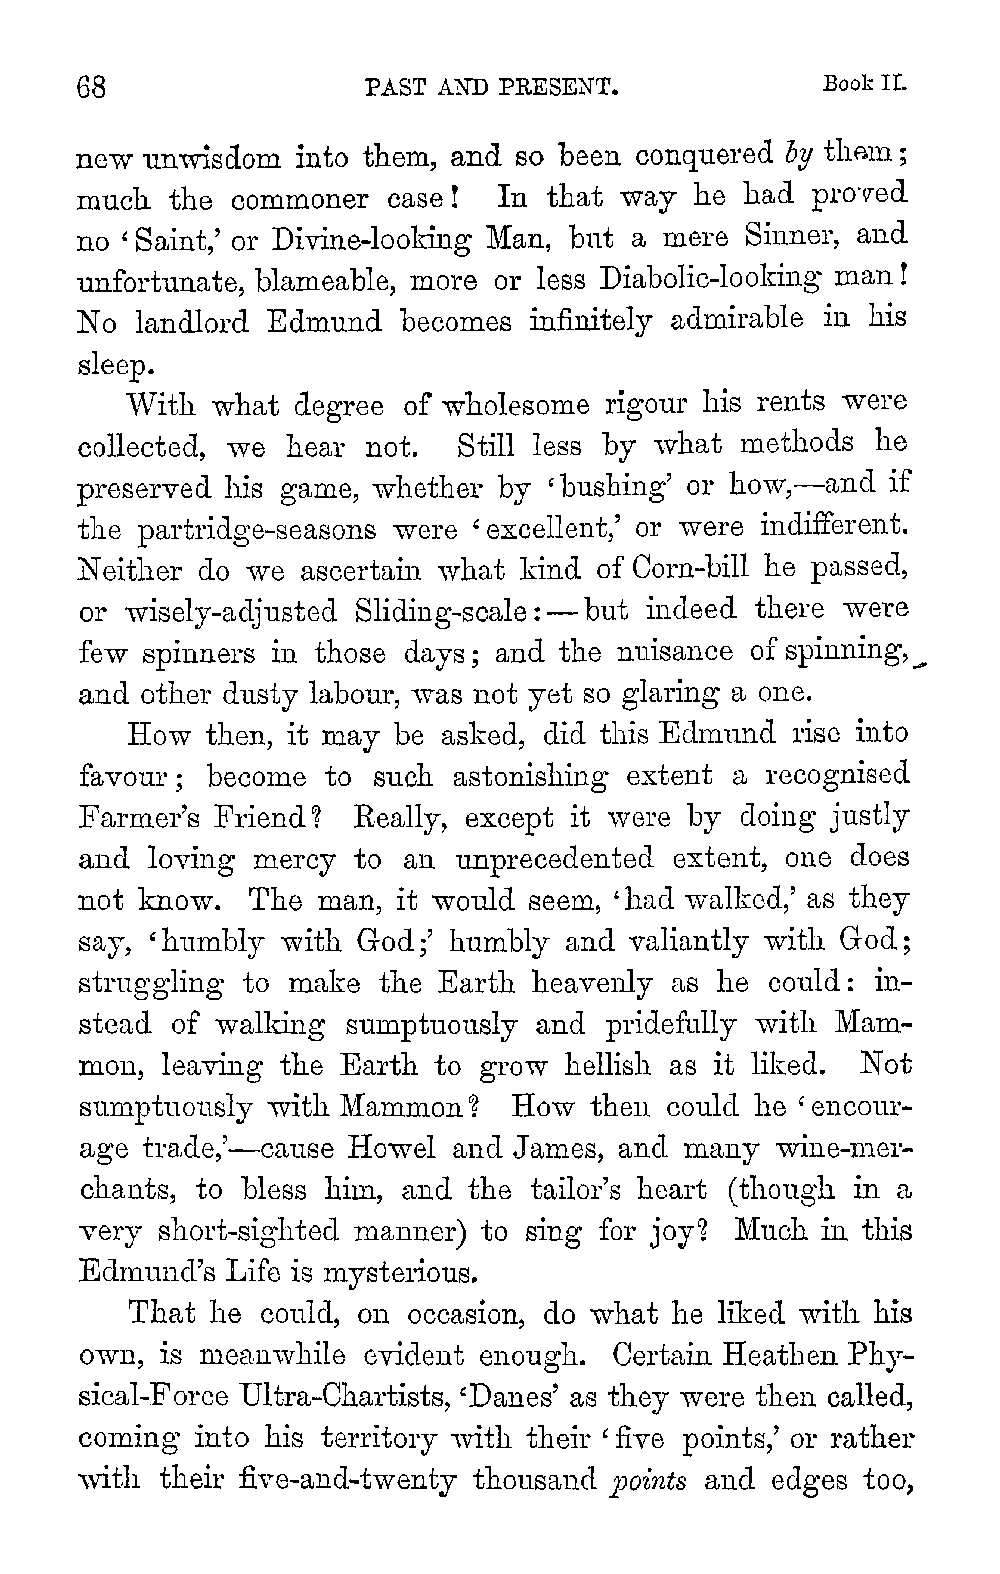 68 PAST AND PRESENT. Book II.
new unwisdom into them, and so been conquered by them;
much the commoner case! In that way he had proved
no ‘Saint,’ or Divine-looking Man, but a mere Sinner, and
unfortunate, blameable, more or less Diabolic-looking man!
No landlord Edmund becomes infinitely admirable in his
sleep.
With what degree of wholesome rigour his rents were
collected, we hear not. Still less by what methods he
preserved his game, whether by ‘bushing’ or how,—and if
the partridge-seasons were ‘excellent,’ or were indifferent.
Neither do we ascertain what kind of Corn-bill he passed,
or wisely-adjusted Sliding-scale:—but indeed there were
few spinners in those days; and the nuisance of spinning,
and other dusty labour, was not yet so glaring a one.
How then, it may be asked, did this Edmund rise into
favour; become to such astonishing extent a recognised
Farmer’s Friend? Really, except it were by doing justly
and loving mercy to an unprecedented extent, one does
not know. The man, it would seem, ‘had walked,’ as they
say, ‘humbly with God;’ humbly and valiantly with God;
struggling to make the Earth heavenly as he could: in-
stead of walking sumptuously and pridefully with Mam-
mon, leaving the Earth to grow hellish as it liked. Not
sumptuously with Mammon? How then could he ‘encour-
age trade,’—cause Howel and James, and many wine-mer-
chants, to bless him, and the tailor’s heart (though in a
very short-sighted manner) to sing for joy? Much in this
Edmund’s Life is mysterious.
That he could, on occasion, do what he liked with his
own, is meanwhile evident enough. Certain Heathen Phy-
sical-Force Ultra-Chartists, ‘Danes’ as they were then called,
coming into his territory with their ‘five points,’ or rather
with their five-and-twenty thousand points and edges too,